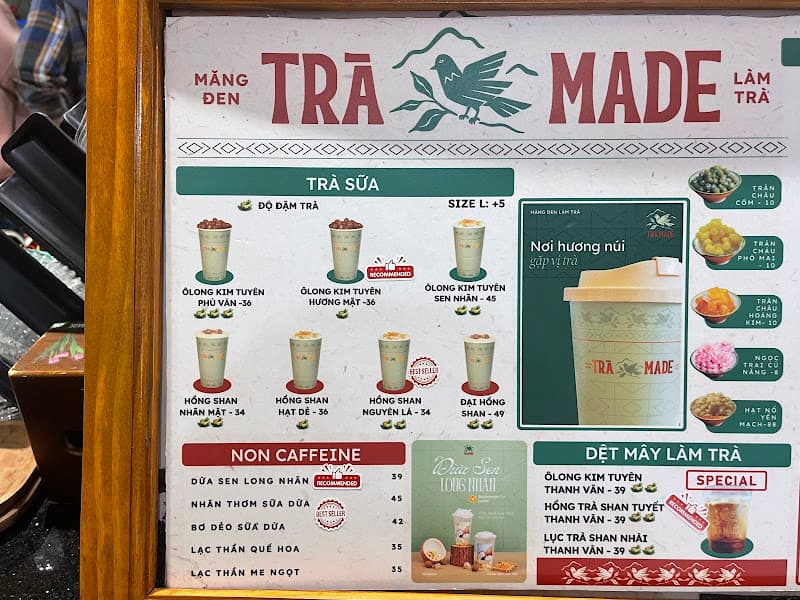 MĂNG ĐEN
TRÀ MADE
LÀM TRÀ
TRÀ SỮA
ĐỘ ĐẬM TRÀ
SIZE L: +5
ÔLONG KIM TUYÊN
PHÙ VÂN -36
ÔLONG KIM TUYÊN
HƯƠNG MẬT -36
RECOMMENDED
ÔLONG KIM TUYÊN
SEN NHÃN - 45
HỒNG SHAN
NHÃN MẬT - 34
HỒNG SHAN
HẠT DẺ - 36
HỒNG SHAN
NGUYÊN LÁ - 34
BEST SELLER
ĐẠI HỒNG
SHAN - 49
MĂNG ĐEN LÀM TRÀ
TRÀ MADE
Nơi hương núi
gặp vị trà
TRÀ MADE
TRÂN
CHÂU
CỐM - 10
TRÂN
CHÂU
PHÔ MAI
- 10
TRÂN
CHÂU
HOÀNG
KIM- 10
NGỌC
TRAI CỦ
NĂNG -8
HẠT NỔ
YẾN
MẠCH-88
NON CAFFEINE
DỪA SEN LONG NHÃN 39
RECOMMENDED
NHÃN THƠM SỮA DỪA 45
BEST SELLER
BƠ DẺO SỮA DỪA 42
LẠC THẦN QUẾ HOA 35
LẠC THẦN ME NGỌT 35
Dừa Sen
LONG NHÃN
DỆT MÂY LÀM TRÀ
ÔLONG KIM TUYÊN
THANH VÂN - 39
SPECIAL
HỒNG TRÀ SHAN TUYẾT
THANH VÂN - 39
RECOMMENDED
LỤC TRÀ SHAN NHÀI
THANH VÂN - 39